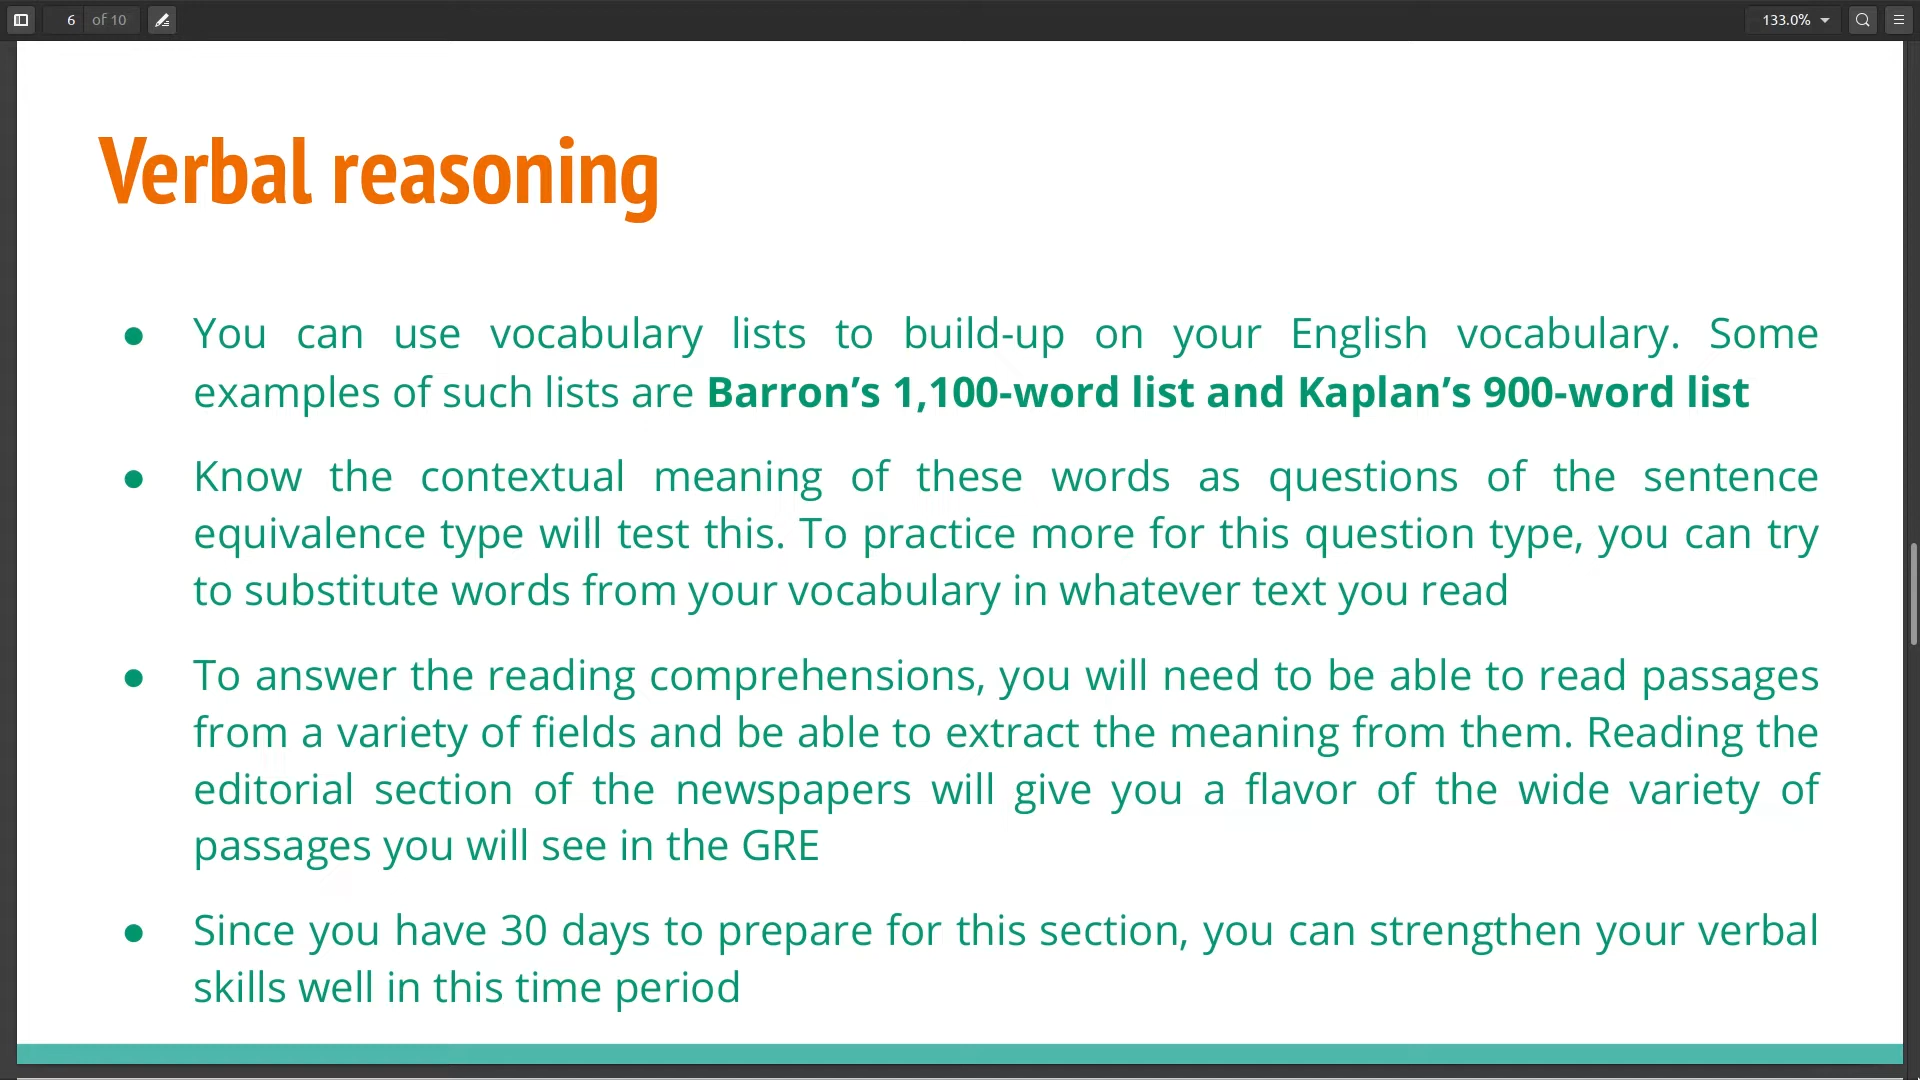 6 of 10
133.0%
Verbal reasoning
● You can use vocabulary lists to build-up on your English vocabulary. Some
examples of such lists are Barron’s 1,100-word list and Kaplan’s 900-word list
● Know the contextual meaning of these words as questions of the sentence
equivalence type will test this. To practice more for this question type, you can try
to substitute words from your vocabulary in whatever text you read
● To answer the reading comprehensions, you will need to be able to read passages
from a variety of fields and be able to extract the meaning from them. Reading the
editorial section of the newspapers will give you a flavor of the wide variety of
passages you will see in the GRE
● Since you have 30 days to prepare for this section, you can strengthen your verbal
skills well in this time period